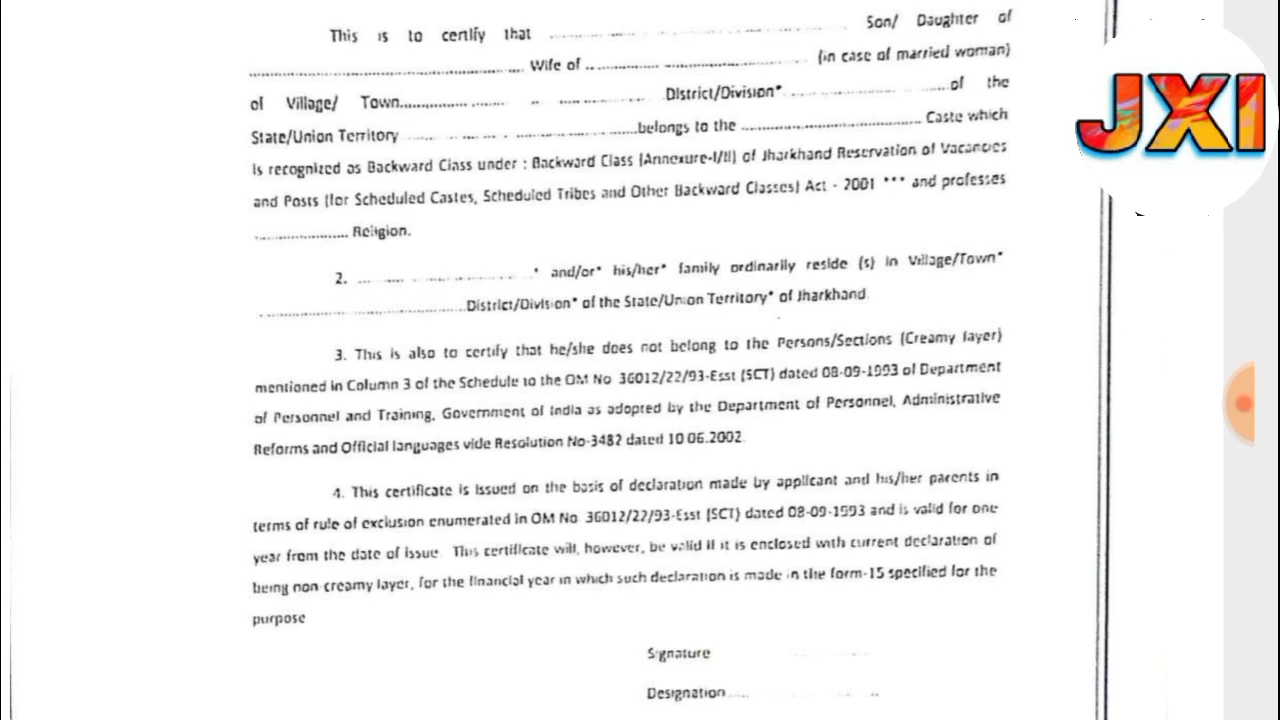 This is to certify that ........................ Son/ Daughter of
........................ Wife of ........................ (in case of married woman)
of Village/ Town........................District/Division*........................of the
State/Union Territory ........................belongs to the ........................ Caste which
is recognized as Backward Class under : Backward Class (Annexure-I/II) of Jharkhand Reservation of Vacancies
and Posts (for Scheduled Castes, Scheduled Tribes and Other Backward Classes) Act - 2001 *** and professes
........................ Religion.
2. ........................* and/or* his/her* family ordinarily reside (s) in Village/Town*
........................District/Division* of the State/Union Territory* of Jharkhand.
3. This is also to certify that he/she does not belong to the Persons/Sections (Creamy layer)
mentioned in Column 3 of the Schedule to the OM No. 36012/22/93-Esst (SCT) dated 08-09-1993 of Department
of Personnel and Training, Government of India as adopted by the Department of Personnel, Administrative
Reforms and Official languages vide Resolution No-3482 dated 10.06.2002.
4. This certificate is issued on the basis of declaration made by applicant and his/her parents in
terms of rule of exclusion enumerated in OM No. 36012/22/93-Esst (SCT) dated 08-09-1993 and is valid for one
year from the date of issue. This certificate will, however, be valid if it is enclosed with current declaration of
being non-creamy layer, for the financial year in which such declaration is made in the form-15 specified for the
purpose
Signature ........................
Designation ........................
JXI